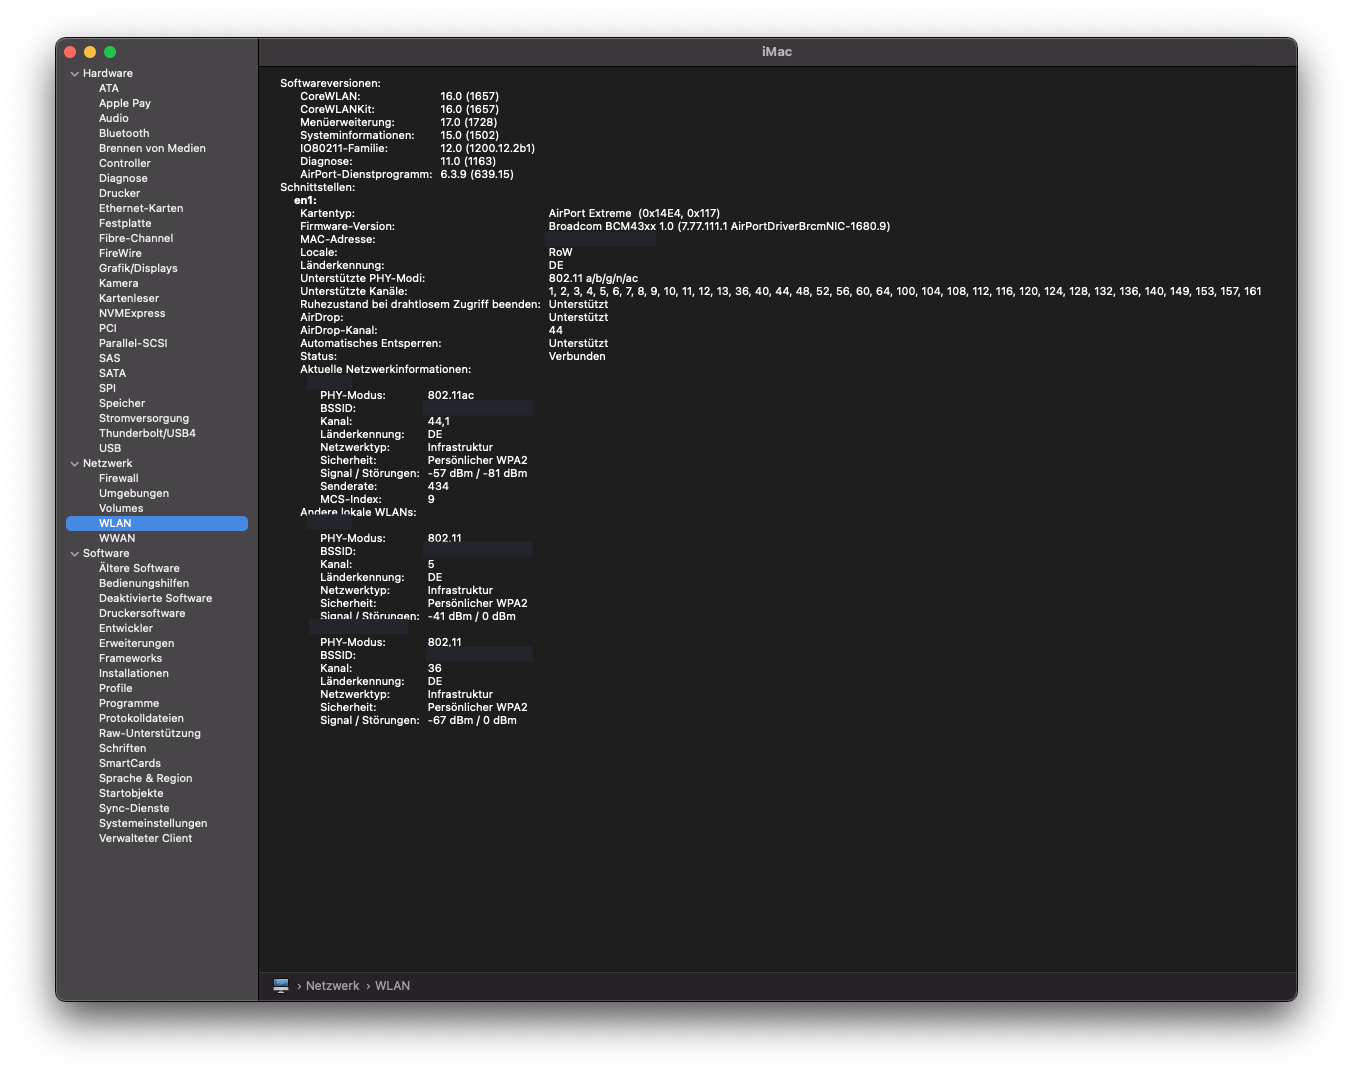 iMac
Hardware
ATA
Apple Pay
Audio
Bluetooth
Brennen von Medien
Controller
Diagnose
Drucker
Ethernet-Karten
Festplatte
Fibre-Channel
FireWire
Grafik/Displays
Kamera
Kartenleser
NVMExpress
PCI
Parallel-SCSI
SAS
SATA
SPI
Speicher
Stromversorgung
Thunderbolt/USB4
USB
Netzwerk
Firewall
Umgebungen
Volumes
WLAN
WWAN
Software
Ältere Software
Bedienungshilfen
Deaktivierte Software
Druckersoftware
Entwickler
Erweiterungen
Frameworks
Installationen
Profile
Programme
Protokolldateien
Raw-Unterstützung
Schriften
SmartCards
Sprache & Region
Startobjekte
Sync-Dienste
Systemeinstellungen
Verwalteter Client
Softwareversionen:
CoreWLAN: 16.0 (1657)
CoreWLANKit: 16.0 (1657)
Menüerweiterung: 17.0 (1728)
Systeminformationen: 15.0 (1502)
IO80211-Familie: 12.0 (1200.12.2b1)
Diagnose: 11.0 (1163)
AirPort-Dienstprogramm: 6.3.9 (639.15)
Schnittstellen:
en1:
Kartentyp: AirPort Extreme (0x14E4, 0x117)
Firmware-Version: Broadcom BCM43xx 1.0 (7.77.111.1 AirPortDriverBrcmNIC-1680.9)
MAC-Adresse:
Locale: RoW
Länderkennung: DE
Unterstützte PHY-Modi: 802.11 a/b/g/n/ac
Unterstützte Kanäle: 1, 2, 3, 4, 5, 6, 7, 8, 9, 10, 11, 12, 13, 36, 40, 44, 48, 52, 56, 60, 64, 100, 104, 108, 112, 116, 120, 124, 128, 132, 136, 140, 149, 153, 157, 161
Ruhezustand bei drahtlosem Zugriff beenden: Unterstützt
AirDrop: Unterstützt
AirDrop-Kanal: 44
Automatisches Entsperren: Unterstützt
Status: Verbunden
Aktuelle Netzwerkinformationen:
PHY-Modus: 802.11ac
BSSID:
Kanal: 44,1
Länderkennung: DE
Netzwerktyp: Infrastruktur
Sicherheit: Persönlicher WPA2
Signal / Störungen: -57 dBm / -81 dBm
Senderate: 434
MCS-Index: 9
Andere lokale WLANs:
PHY-Modus: 802.11
BSSID:
Kanal: 5
Länderkennung: DE
Netzwerktyp: Infrastruktur
Sicherheit: Persönlicher WPA2
Signal / Störungen: -41 dBm / 0 dBm
PHY-Modus: 802.11
BSSID:
Kanal: 36
Länderkennung: DE
Netzwerktyp: Infrastruktur
Sicherheit: Persönlicher WPA2
Signal / Störungen: -67 dBm / 0 dBm
› Netzwerk › WLAN